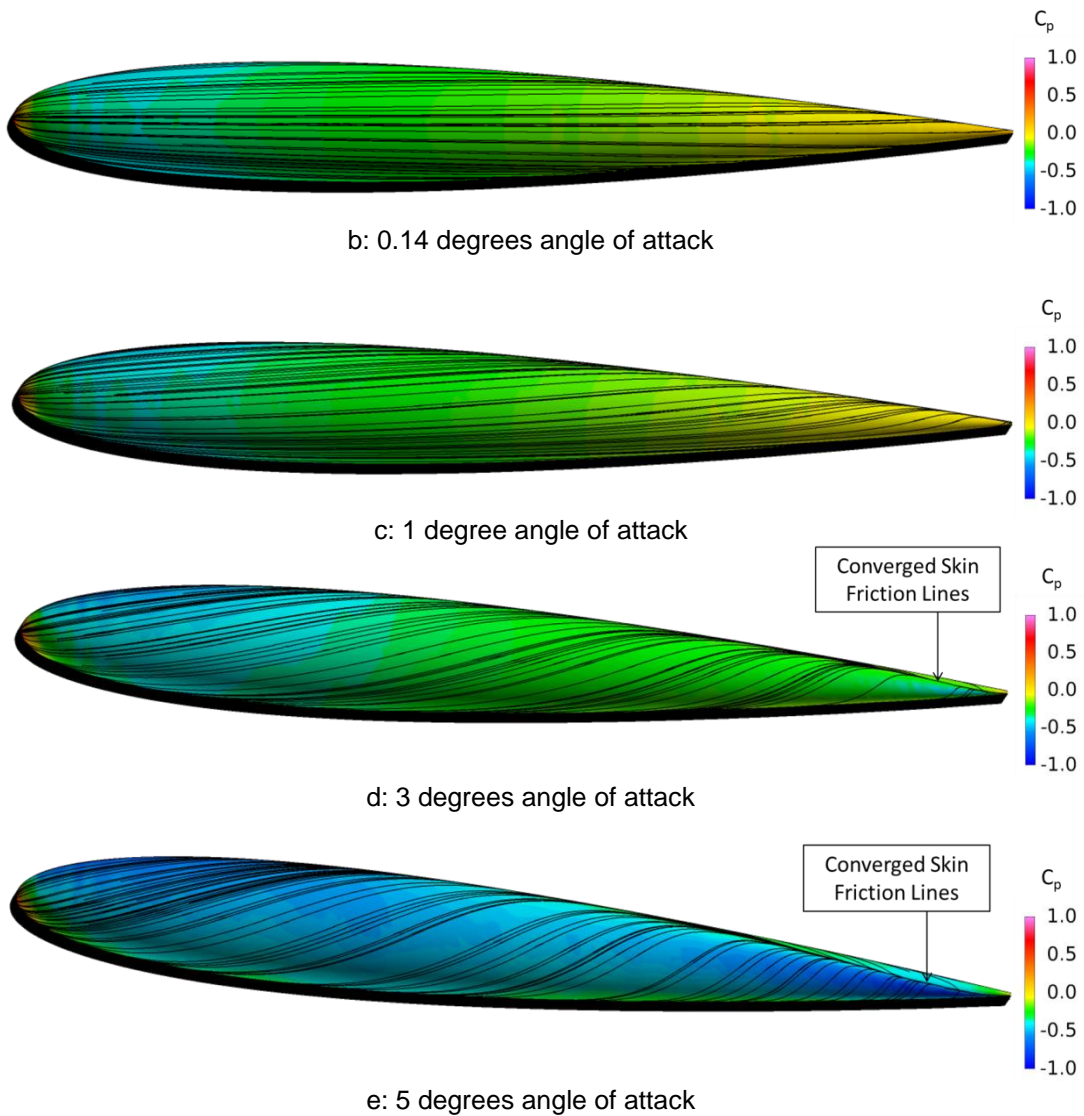 Cₚ
1.0
0.5
0.0
-0.5
-1.0
b: 0.14 degrees angle of attack
Cₚ
1.0
0.5
0.0
-0.5
-1.0
c: 1 degree angle of attack
Converged Skin
Friction Lines
Cₚ
1.0
0.5
0.0
-0.5
-1.0
d: 3 degrees angle of attack
Converged Skin
Friction Lines
Cₚ
1.0
0.5
0.0
-0.5
-1.0
e: 5 degrees angle of attack